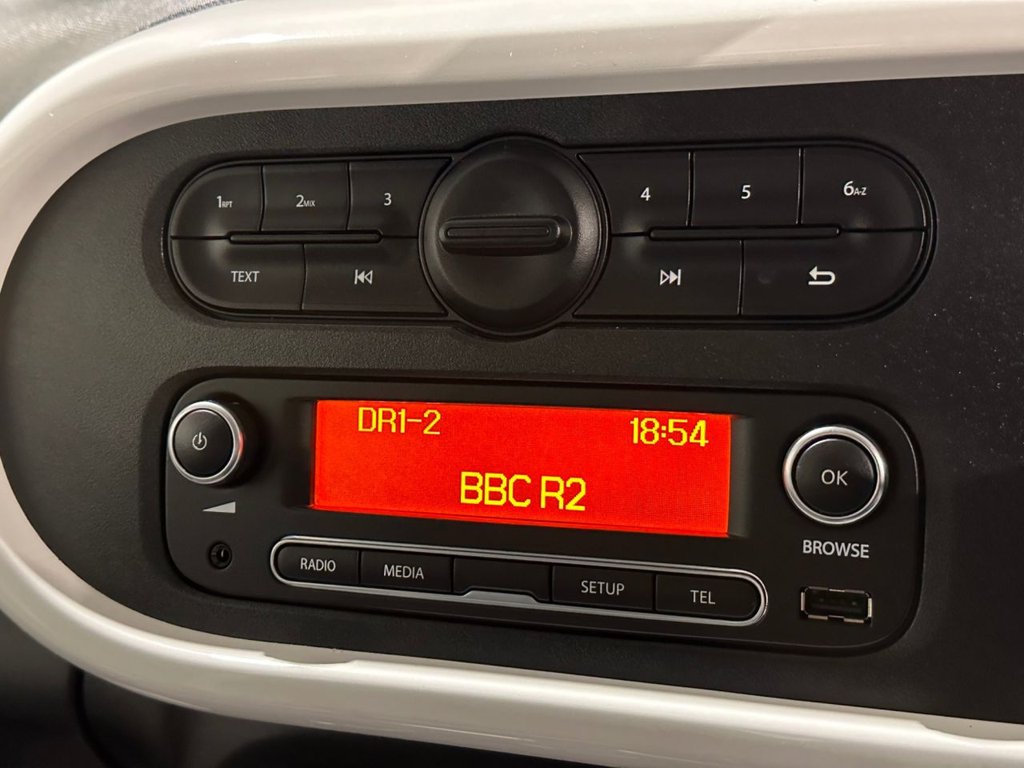 1RPT 2MIX 3 4 5 6A-Z
TEXT
DR1-2 18:54
BBC R2
OK
BROWSE
RADIO MEDIA SETUP TEL